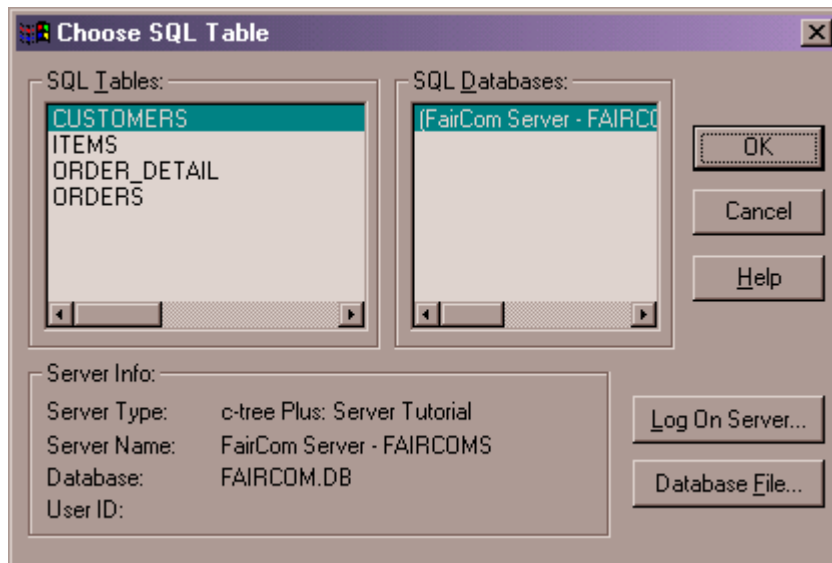 Choose SQL Table
SQL Tables:
CUSTOMERS
ITEMS
ORDER_DETAIL
ORDERS
SQL Databases:
(FairCom Server - FAIRCO
OK
Cancel
Help
Server Info:
Server Type: c-tree Plus: Server Tutorial
Server Name: FairCom Server - FAIRCOMS
Database: FAIRCOM.DB
User ID:
Log On Server...
Database File...